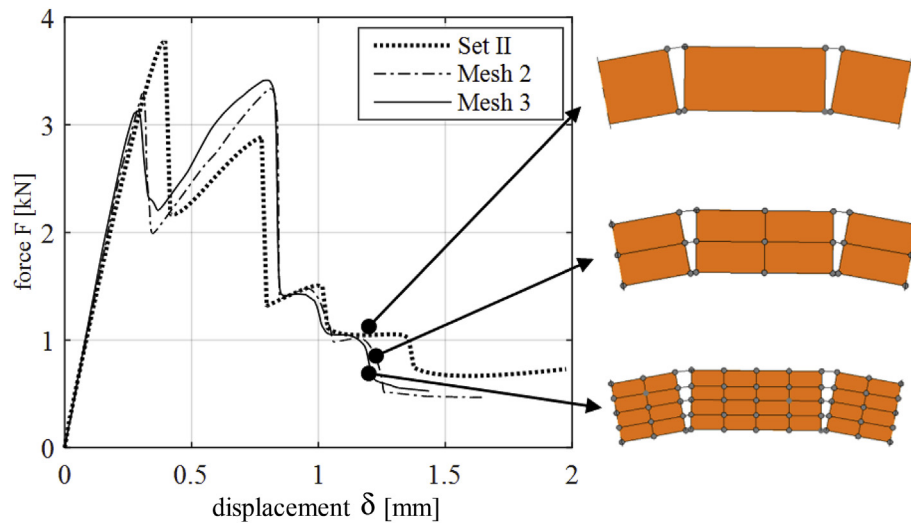 4
3
2
1
0
force F [kN]
Set II
Mesh 2
Mesh 3
0 0.5 1 1.5 2
displacement δ [mm]